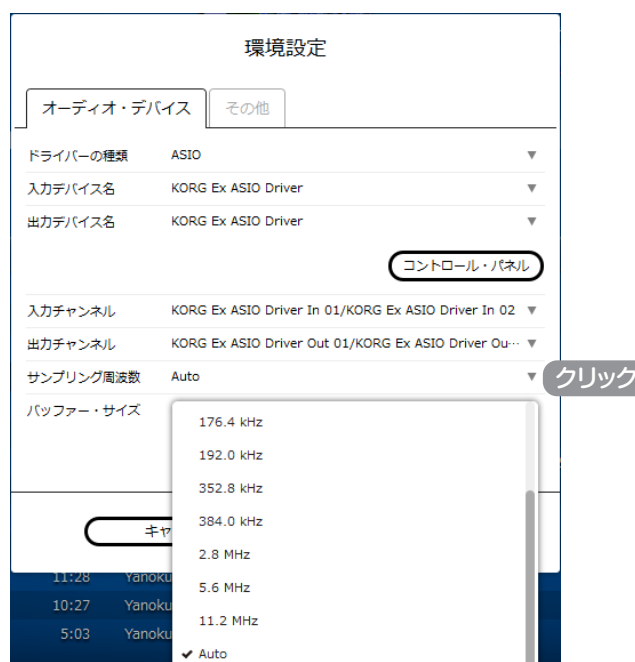 環境設定
オーディオ・デバイス その他
ドライバーの種類 ASIO ▼
入力デバイス名 KORG Ex ASIO Driver ▼
出力デバイス名 KORG Ex ASIO Driver ▼
コントロール・パネル
入力チャンネル KORG Ex ASIO Driver In 01/KORG Ex ASIO Driver In 02 ▼
出力チャンネル KORG Ex ASIO Driver Out 01/KORG Ex ASIO Driver Ou… ▼
サンプリング周波数 Auto ▼ クリック
バッファー・サイズ
176.4 kHz
192.0 kHz
352.8 kHz
384.0 kHz
キャ
2.8 MHz
11:28 Yanoku
5.6 MHz
10:27 Yanoku
11.2 MHz
5:03 Yanoku
✔ Auto